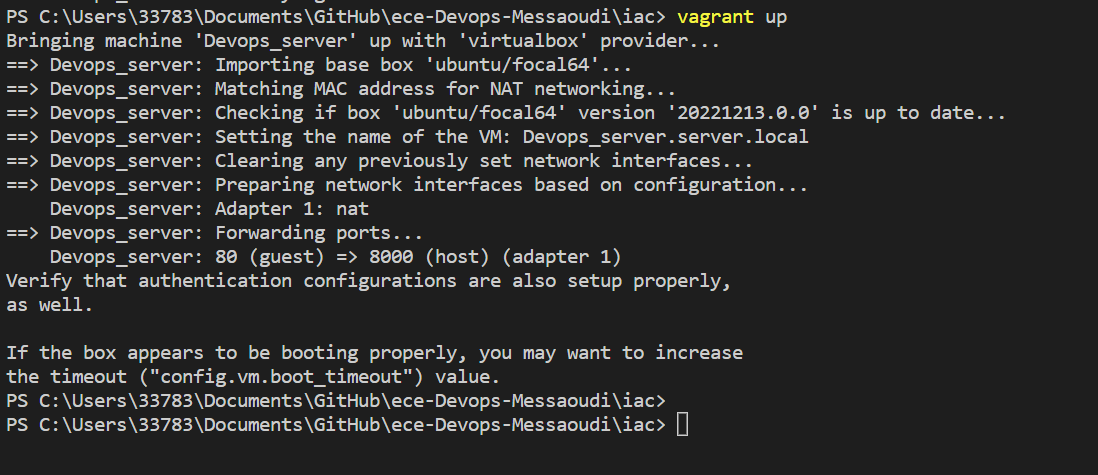 PS C:\Users\33783\Documents\GitHub\ece-Devops-Messaoudi\iac> vagrant up
Bringing machine 'Devops_server' up with 'virtualbox' provider...
==> Devops_server: Importing base box 'ubuntu/focal64'...
==> Devops_server: Matching MAC address for NAT networking...
==> Devops_server: Checking if box 'ubuntu/focal64' version '20221213.0.0' is up to date...
==> Devops_server: Setting the name of the VM: Devops_server.server.local
==> Devops_server: Clearing any previously set network interfaces...
==> Devops_server: Preparing network interfaces based on configuration...
    Devops_server: Adapter 1: nat
==> Devops_server: Forwarding ports...
    Devops_server: 80 (guest) => 8000 (host) (adapter 1)
Verify that authentication configurations are also setup properly,
as well.
If the box appears to be booting properly, you may want to increase
the timeout ("config.vm.boot_timeout") value.
PS C:\Users\33783\Documents\GitHub\ece-Devops-Messaoudi\iac>
PS C:\Users\33783\Documents\GitHub\ece-Devops-Messaoudi\iac>